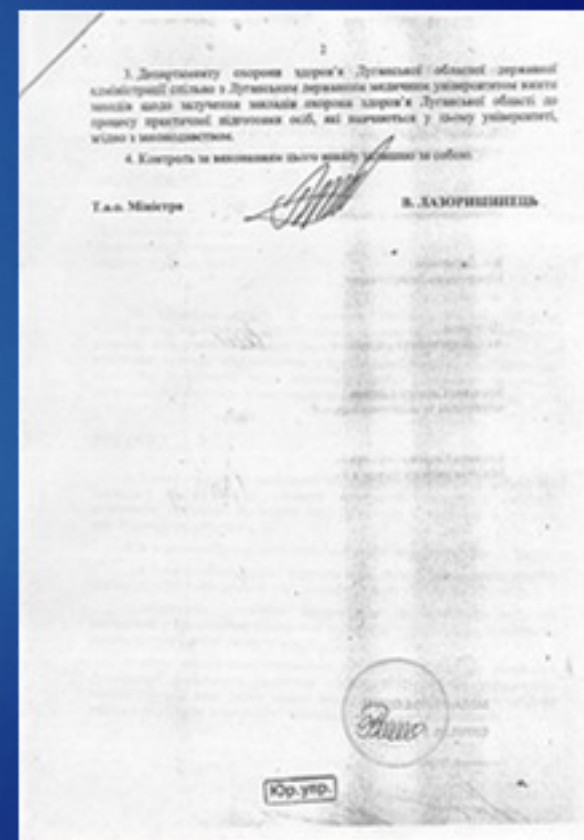 2
3. Департаменту охорони здоров'я Луганської обласної державної
адміністрації спільно з Луганським державним медичним університетом вжити
заходів щодо залучення закладів охорони здоров'я Луганської області до
процесу практичної підготовки осіб, які навчаються у цьому університеті,
згідно з законодавством.
4. Контроль за виконанням цього наказу залишаю за собою.
Т.в.о. Міністра В. ЛАЗОРИШИНЕЦЬ
Юр.упр.